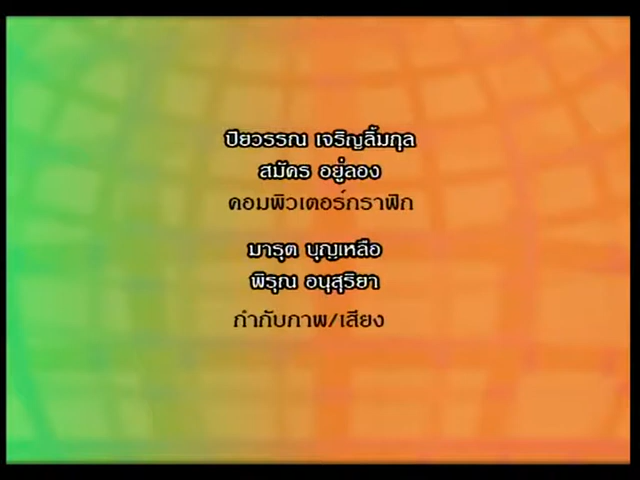 ปิยวรรณ เจริญลิ้มกุล
สมัคร อยู่ลอง
คอมพิวเตอร์กราฟิก
มารุต บุญเหลือ
พิรุณ อนุสุริยา
กำกับภาพ/เสียง